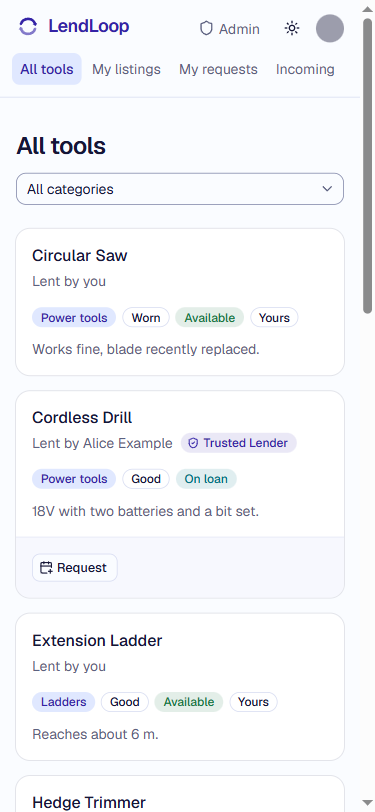 LendLoop
Admin
All tools My listings My requests Incoming
All tools
All categories
Circular Saw
Lent by you
Power tools Worn Available Yours
Works fine, blade recently replaced.
Cordless Drill
Lent by Alice Example Trusted Lender
Power tools Good On loan
18V with two batteries and a bit set.
Request
Extension Ladder
Lent by you
Ladders Good Available Yours
Reaches about 6 m.
Hedge Trimmer